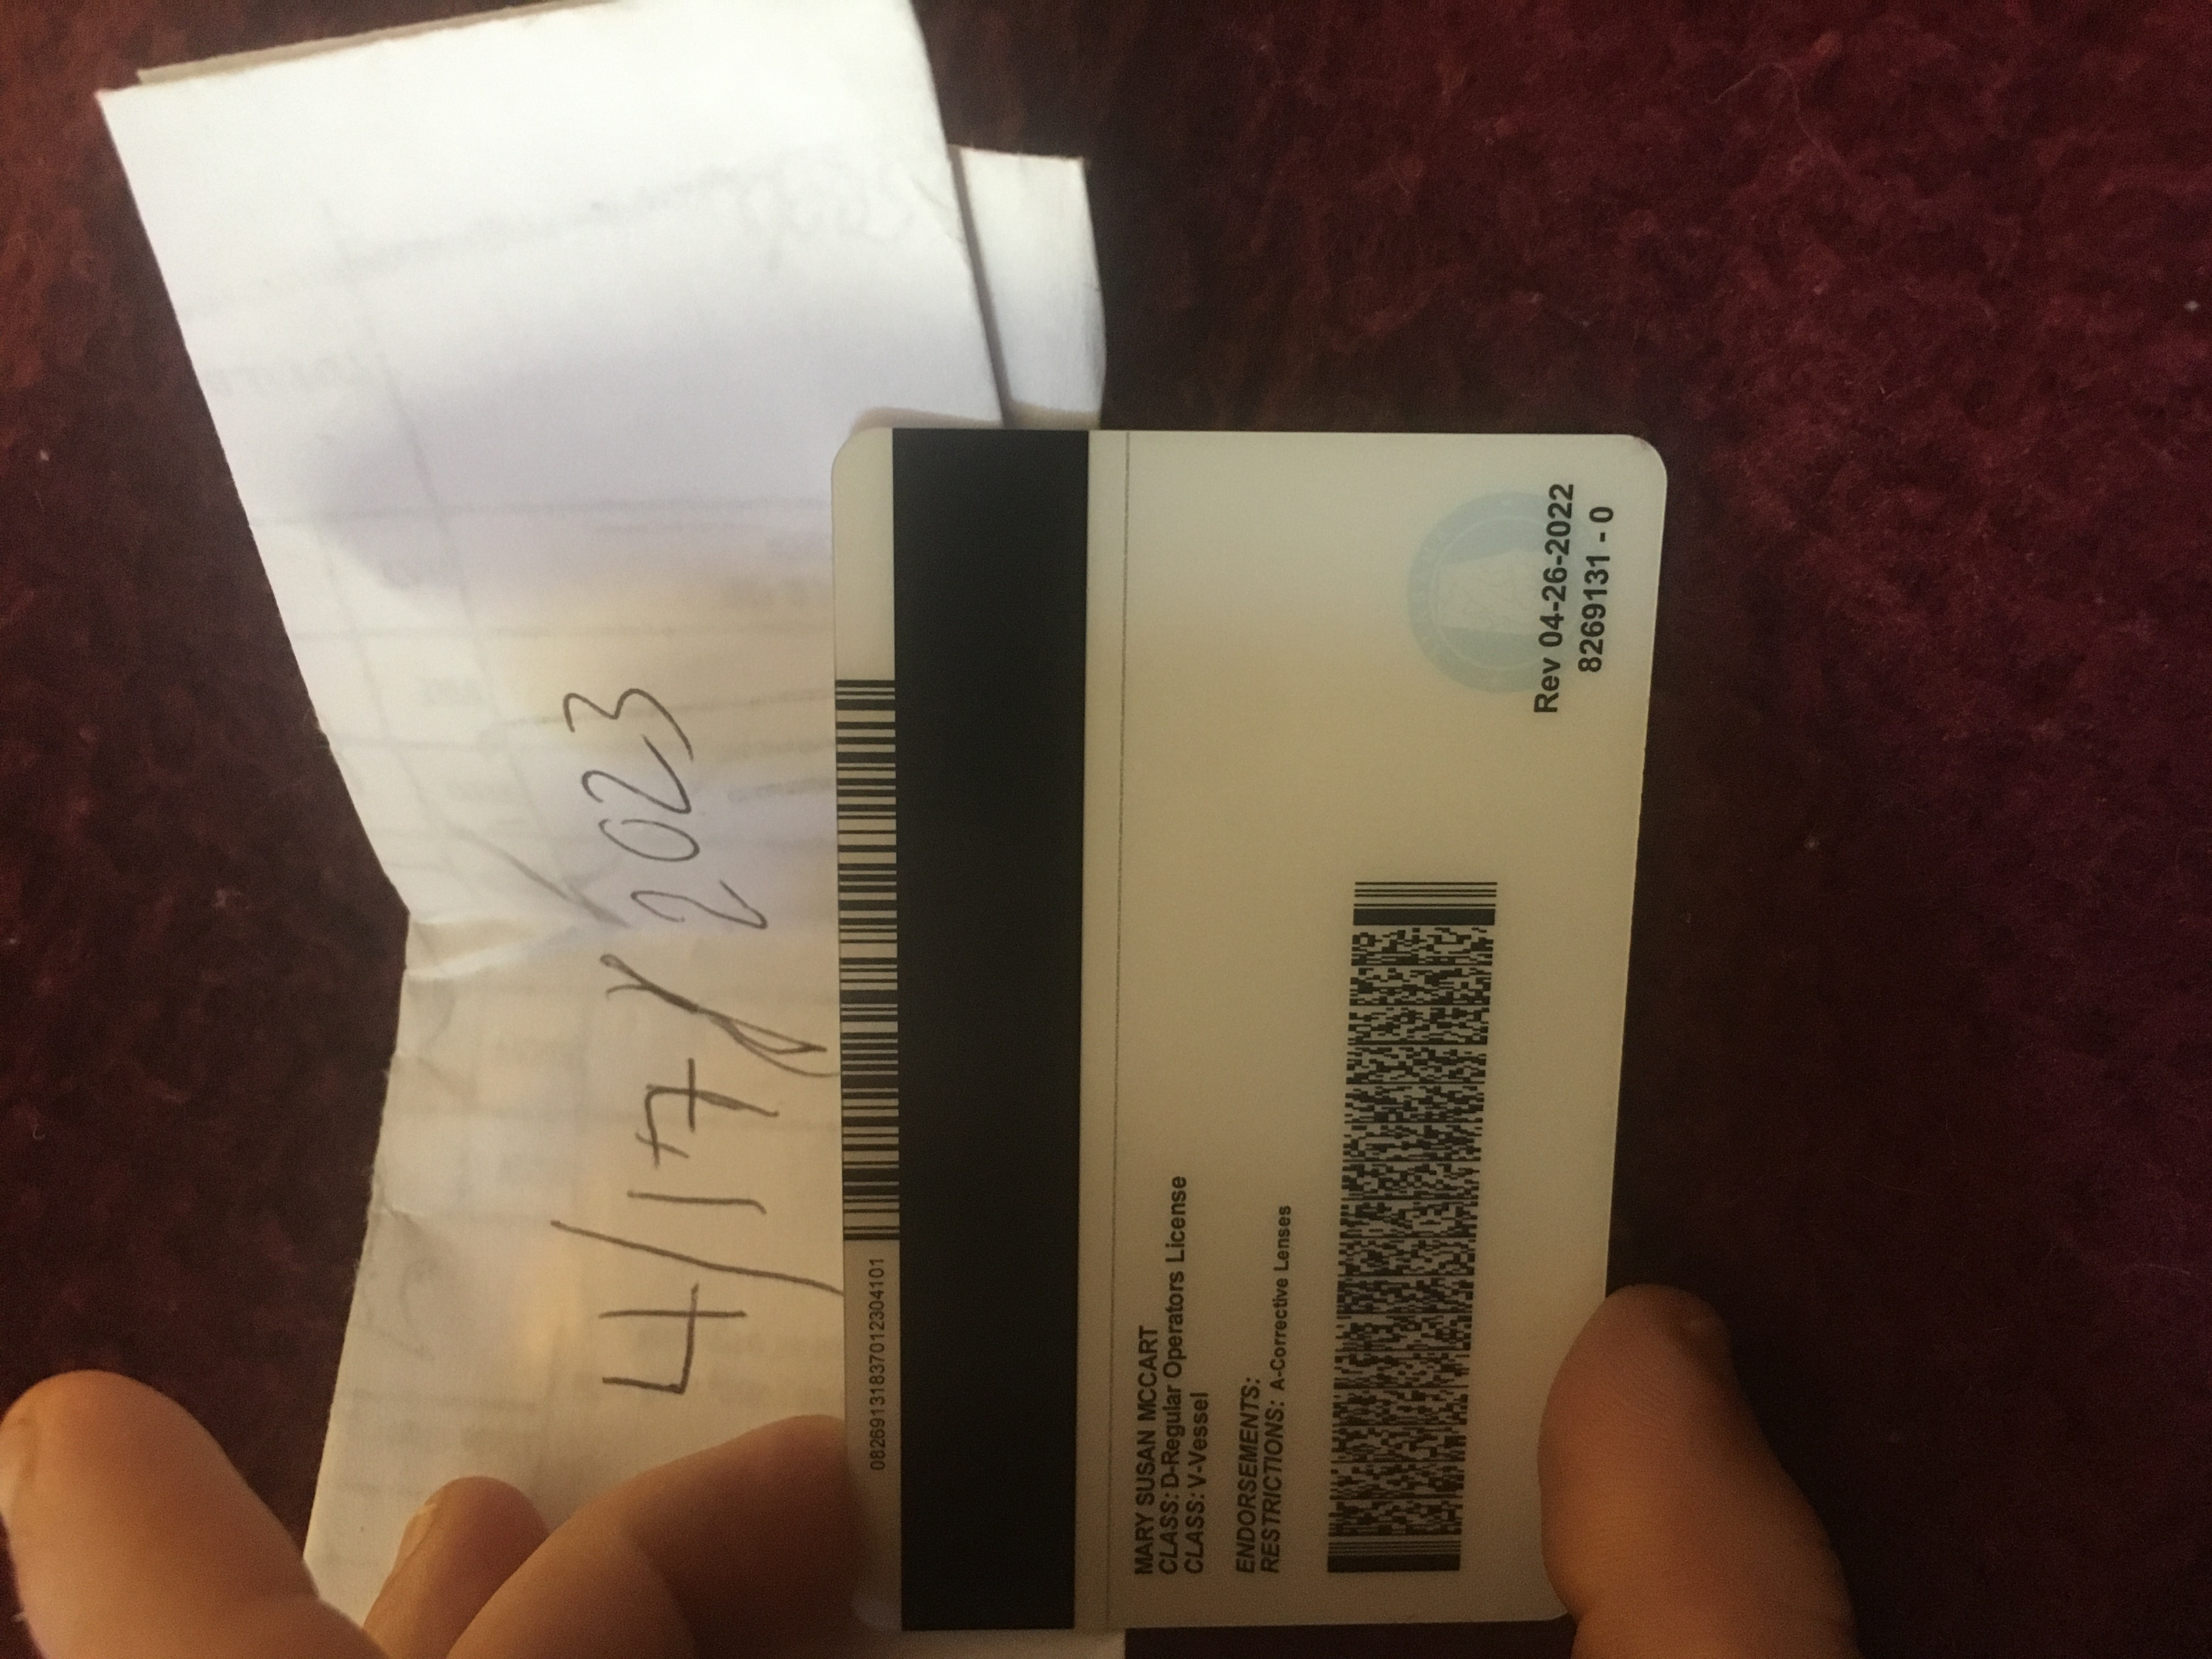 4/17/2023
08269131837012304101
MARY SUSAN MCCART
CLASS: D-Regular Operators License
CLASS: V-Vessel
ENDORSEMENTS:
RESTRICTIONS: A-Corrective Lenses
Rev 04-26-2022
8269131 - 0